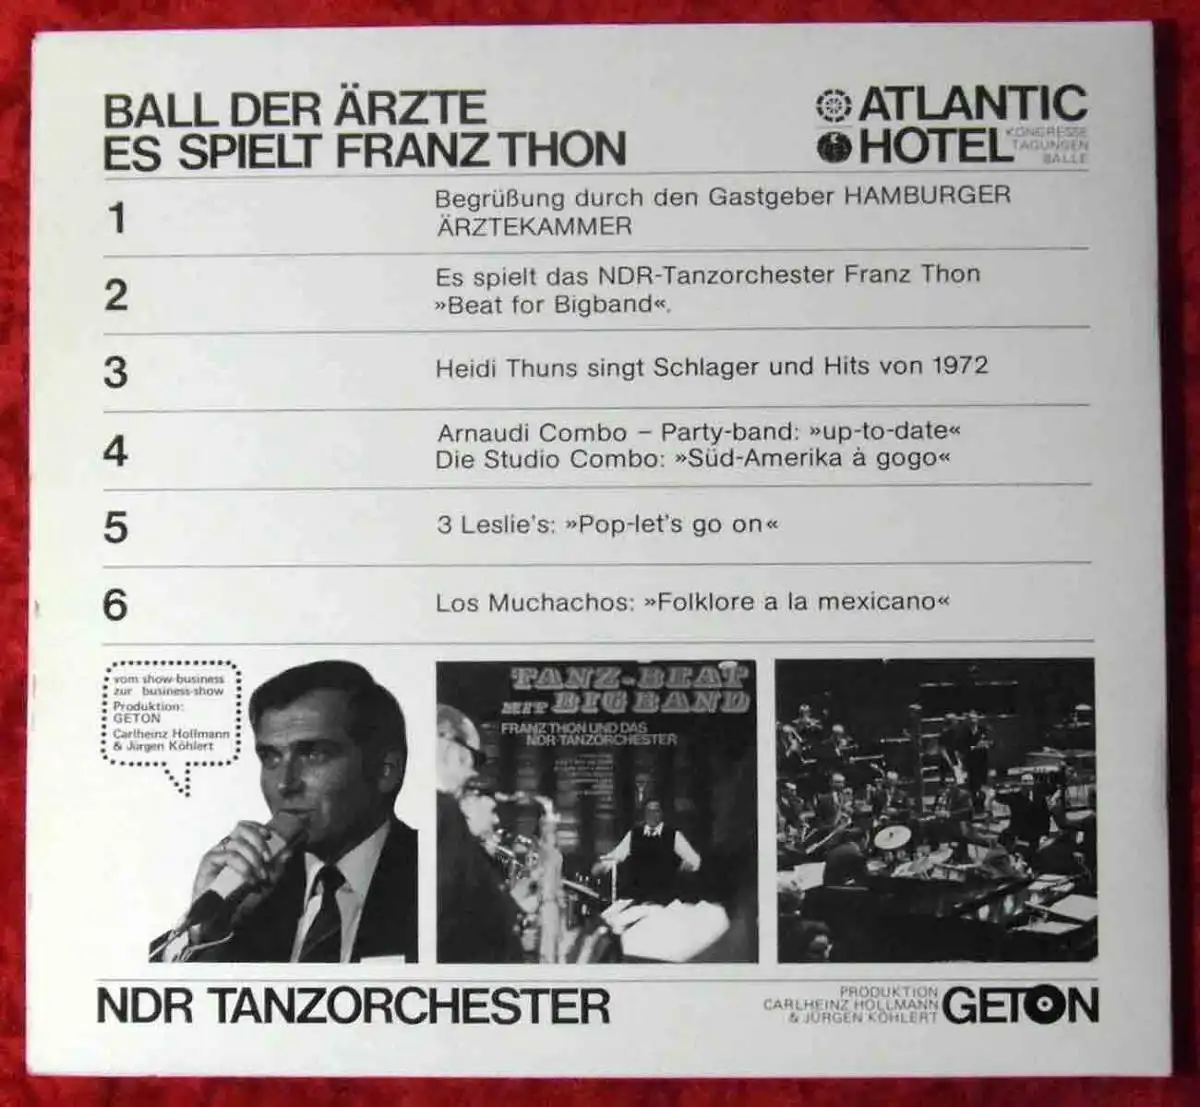 BALL DER ÄRZTE
ES SPIELT FRANZ THON
ATLANTIC
HOTEL
KONGRESSE
TAGUNGEN
BÄLLE
1
Begrüßung durch den Gastgeber HAMBURGER
ÄRZTEKAMMER
2
Es spielt das NDR-Tanzorchester Franz Thon
»Beat for Bigband«.
3
Heidi Thuns singt Schlager und Hits von 1972
4
Arnaudi Combo – Party-band: »up-to-date«
Die Studio Combo: »Süd-Amerika à gogo«
5
3 Leslie's: »Pop-let's go on«
6
Los Muchachos: »Folklore a la mexicano«
vom show-business
zur business-show
Produktion:
GETON
Carlheinz Hollmann
& Jürgen Köhlert
TANZ-BEAT
MIT BIG BAND
FRANZ THON UND DAS
NDR-TANZORCHESTER
NDR TANZORCHESTER
PRODUKTION
CARLHEINZ HOLLMANN
& JÜRGEN KÖHLERT
GETON